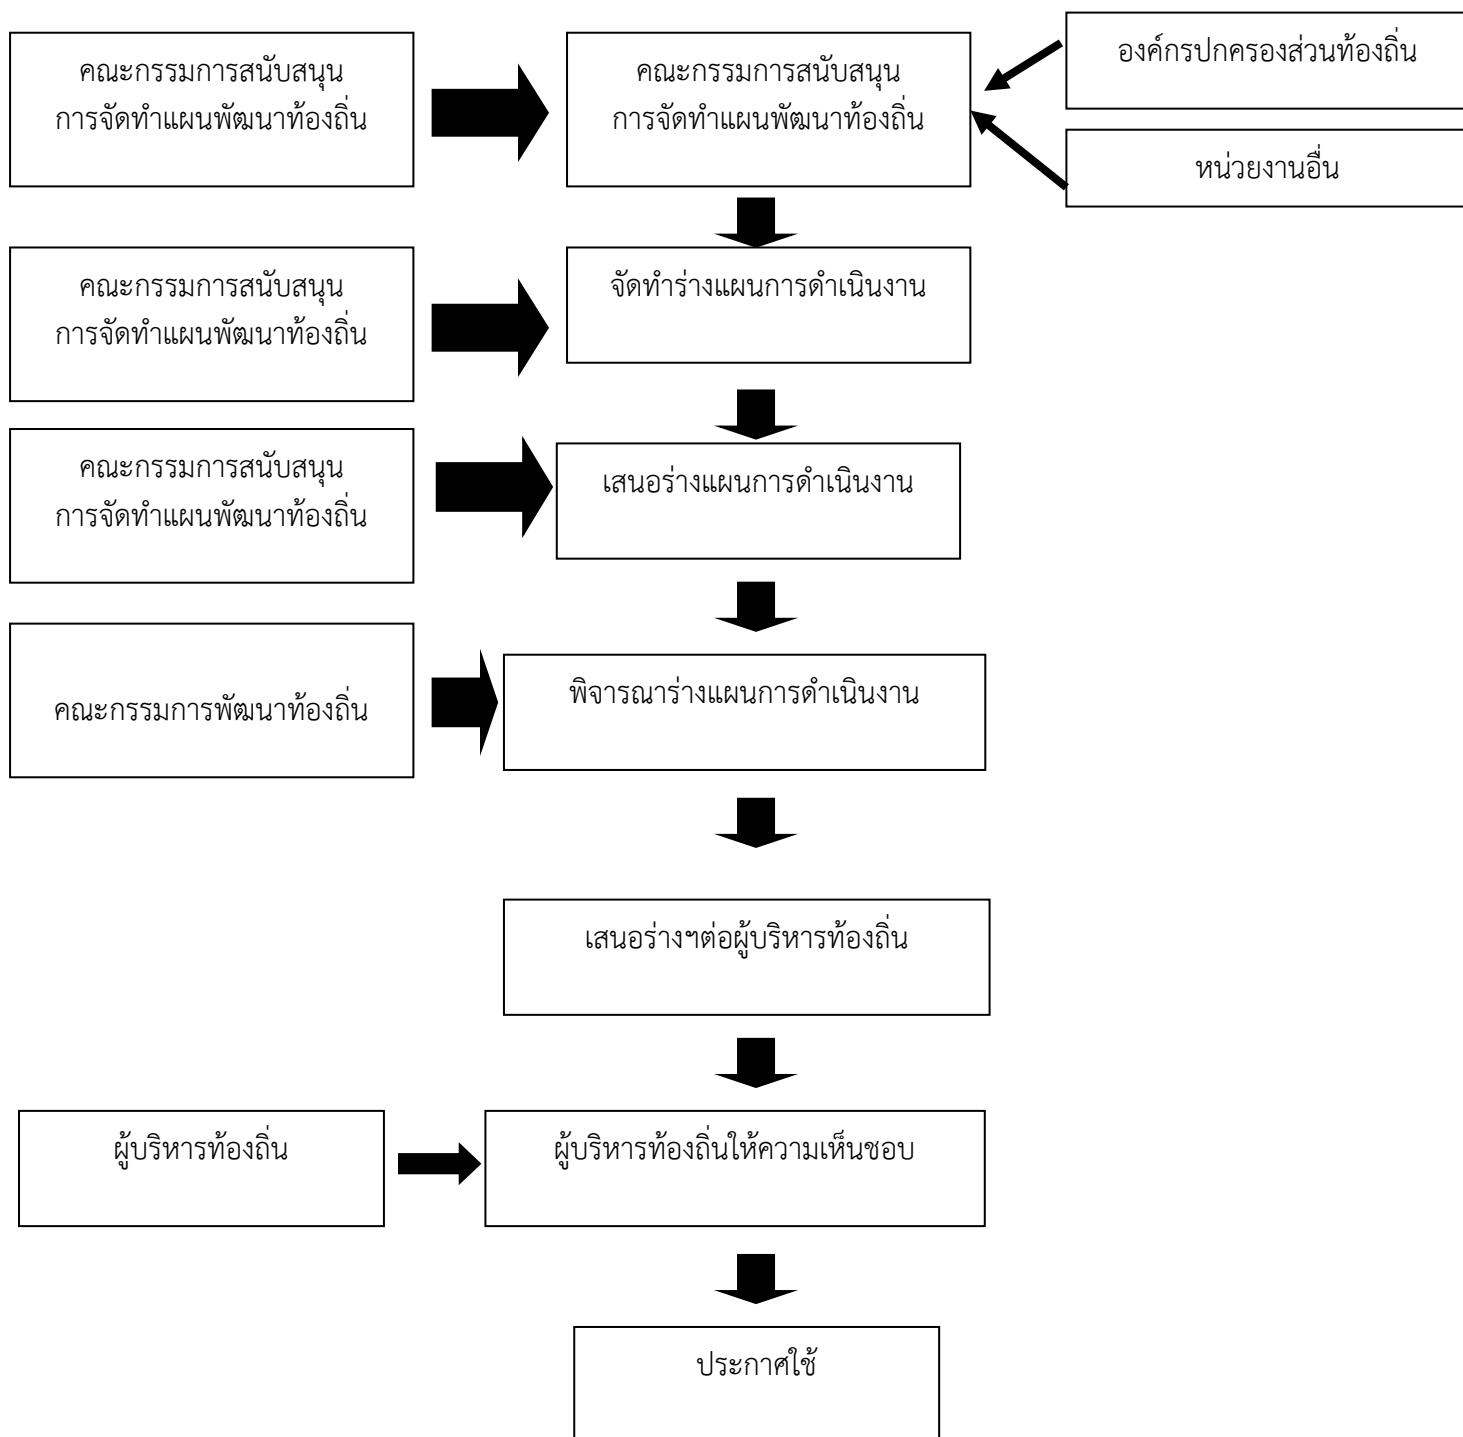 คณะกรรมการสนับสนุน
การจัดทำแผนพัฒนาท้องถิ่น
คณะกรรมการสนับสนุน
การจัดทำแผนพัฒนาท้องถิ่น
องค์กรปกครองส่วนท้องถิ่น
หน่วยงานอื่น
คณะกรรมการสนับสนุน
การจัดทำแผนพัฒนาท้องถิ่น
จัดทำร่างแผนการดำเนินงาน
คณะกรรมการสนับสนุน
การจัดทำแผนพัฒนาท้องถิ่น
เสนอร่างแผนการดำเนินงาน
คณะกรรมการพัฒนาท้องถิ่น
พิจารณาร่างแผนการดำเนินงาน
เสนอร่างฯต่อผู้บริหารท้องถิ่น
ผู้บริหารท้องถิ่น
ผู้บริหารท้องถิ่นให้ความเห็นชอบ
ประกาศใช้